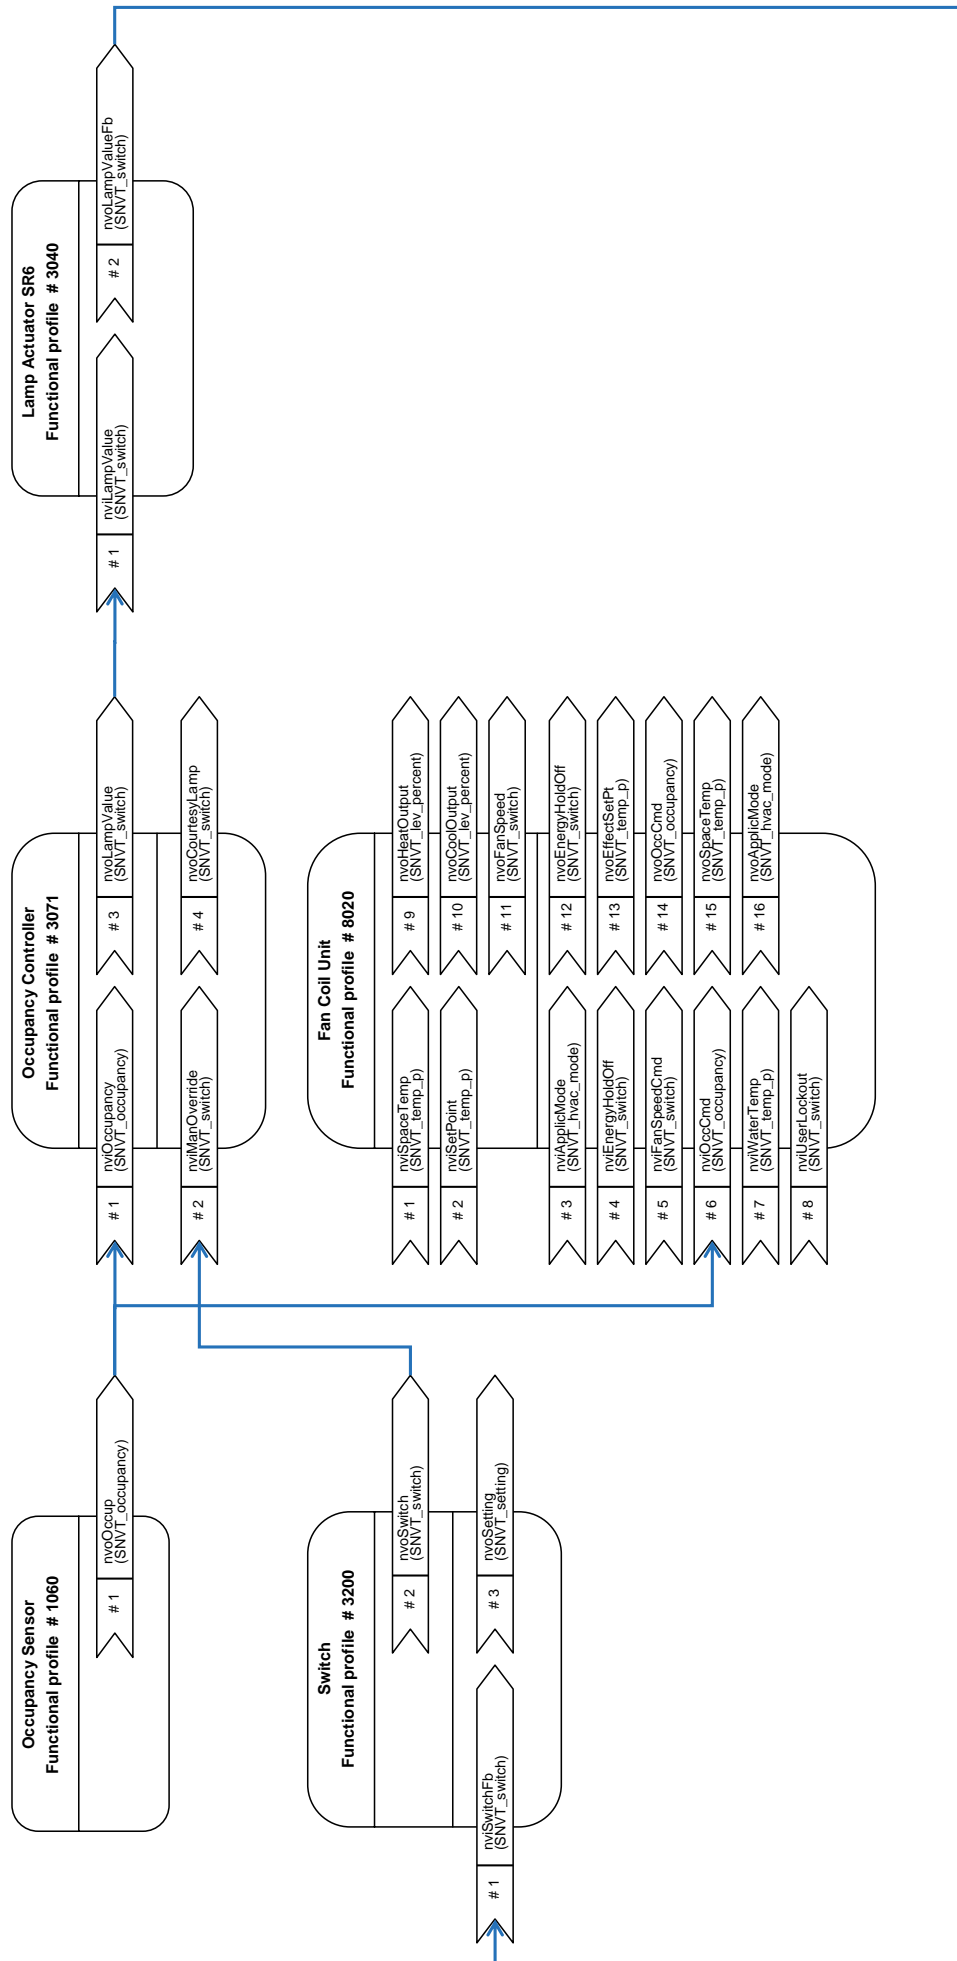 Occupancy Sensor
Functional profile # 1060
# 1
nvoOccup
(SNVT_occupancy)
Switch
Functional profile # 3200
# 2
nvoSwitch
(SNVT_switch)
# 1
nviSwitchFb
(SNVT_switch)
# 3
nvoSetting
(SNVT_setting)
Occupancy Controller
Functional profile # 3071
# 1
nviOccupancy
(SNVT_occupancy)
# 3
nvoLampValue
(SNVT_switch)
# 2
nviManOverride
(SNVT_switch)
# 4
nvoCourtesyLamp
(SNVT_switch)
Fan Coil Unit
Functional profile # 8020
# 1
nviSpaceTemp
(SNVT_temp_p)
# 9
nvoHeatOutput
(SNVT_lev_percent)
# 2
nviSetPoint
(SNVT_temp_p)
# 10
nvoCoolOutput
(SNVT_lev_percent)
# 11
nvoFanSpeed
(SNVT_switch)
# 3
nviApplicMode
(SNVT_hvac_mode)
# 12
nvoEnergyHoldOff
(SNVT_switch)
# 4
nviEnergyHoldOff
(SNVT_switch)
# 13
nvoEffectSetPt
(SNVT_temp_p)
# 5
nviFanSpeedCmd
(SNVT_switch)
# 14
nvoOccCmd
(SNVT_occupancy)
# 6
nviOccCmd
(SNVT_occupancy)
# 15
nvoSpaceTemp
(SNVT_temp_p)
# 7
nviWaterTemp
(SNVT_temp_p)
# 16
nvoApplicMode
(SNVT_hvac_mode)
# 8
nviUserLockout
(SNVT_switch)
Lamp Actuator SR6
Functional profile # 3040
# 1
nviLampValue
(SNVT_switch)
# 2
nvoLampValueFb
(SNVT_switch)